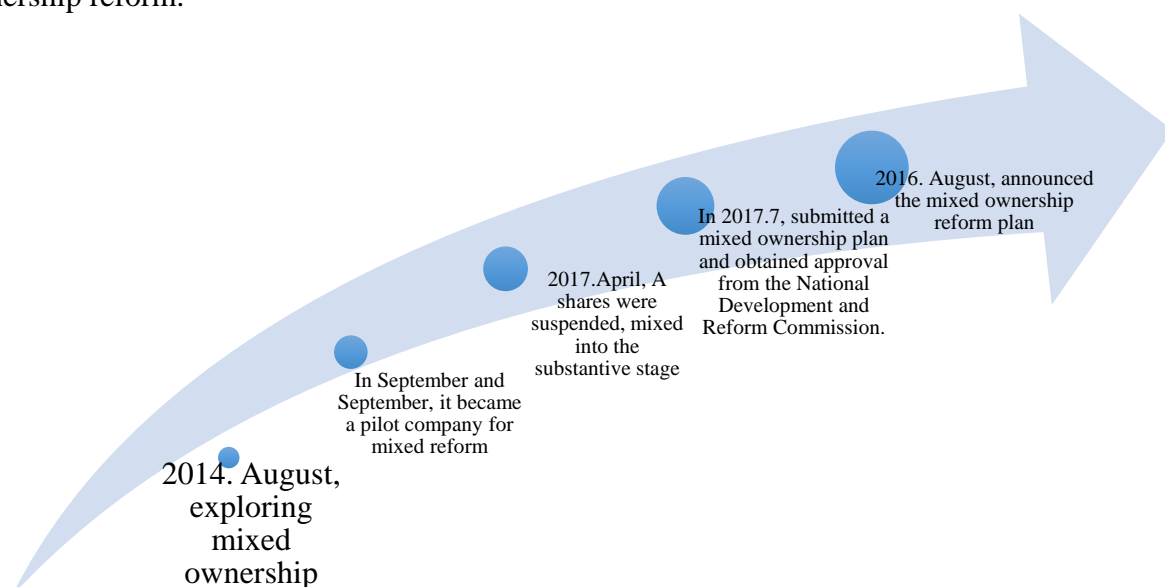 ership reform.
2014. August,
exploring
mixed
ownership
In September and
September, it became
a pilot company for
mixed reform
2017.April, A
shares were
suspended, mixed
into the
substantive stage
In 2017.7, submitted a
mixed ownership plan
and obtained approval
from the National
Development and
Reform Commission.
2016. August, announced
the mixed ownership
reform plan